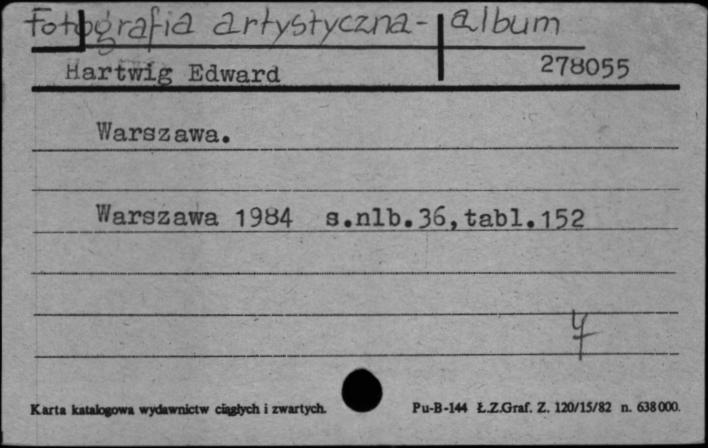 fotografia artystyczna - album
Hartwig Edward 278055
Warszawa.
Warszawa 1984 s.nlb.36,tabl.152
4
Karta katalogowa wydawnictw ciągłych i zwartych. Pu-B-144 Ł.Z.Graf. Z. 120/15/82 n. 638000.